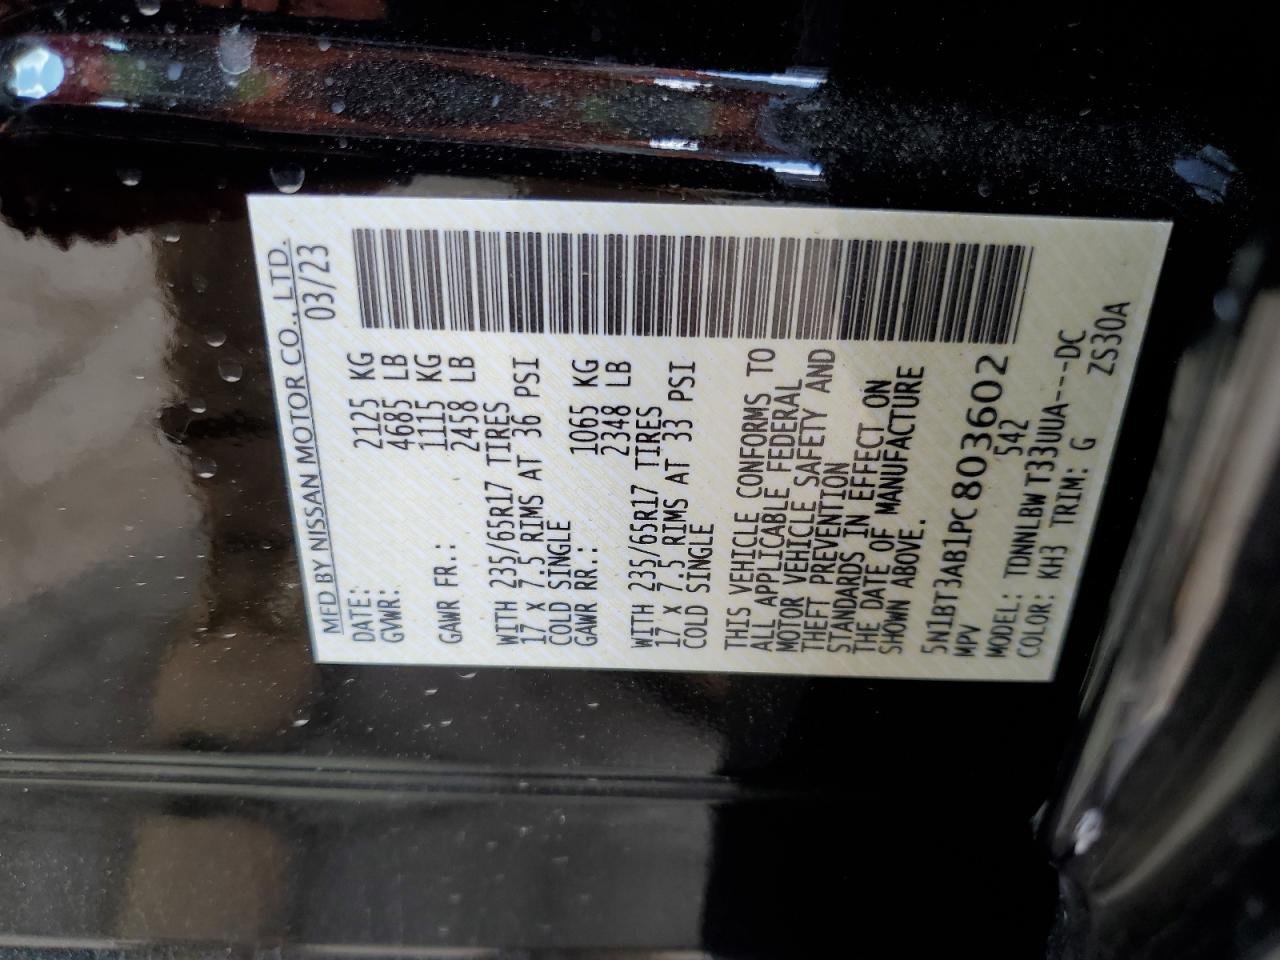 MFD BY NISSAN MOTOR CO., LTD.
DATE: 03/23
GVWR: 2125 KG
4685 LB
GAWR FR.: 1115 KG
2458 LB
WITH 235/65R17 TIRES
17 X 7.5 RIMS AT 36 PSI
COLD SINGLE
GAWR RR.: 1065 KG
2348 LB
WITH 235/65R17 TIRES
17 X 7.5 RIMS AT 33 PSI
COLD SINGLE
THIS VEHICLE CONFORMS TO
ALL APPLICABLE FEDERAL
MOTOR VEHICLE SAFETY AND
THEFT PREVENTION
STANDARDS IN EFFECT ON
THE DATE OF MANUFACTURE
SHOWN ABOVE.
5N1BT3AB1PC803602
MPV 542
MODEL: TDNNLBWT33UUA---DC
COLOR: KH3 TRIM: G ZS30A